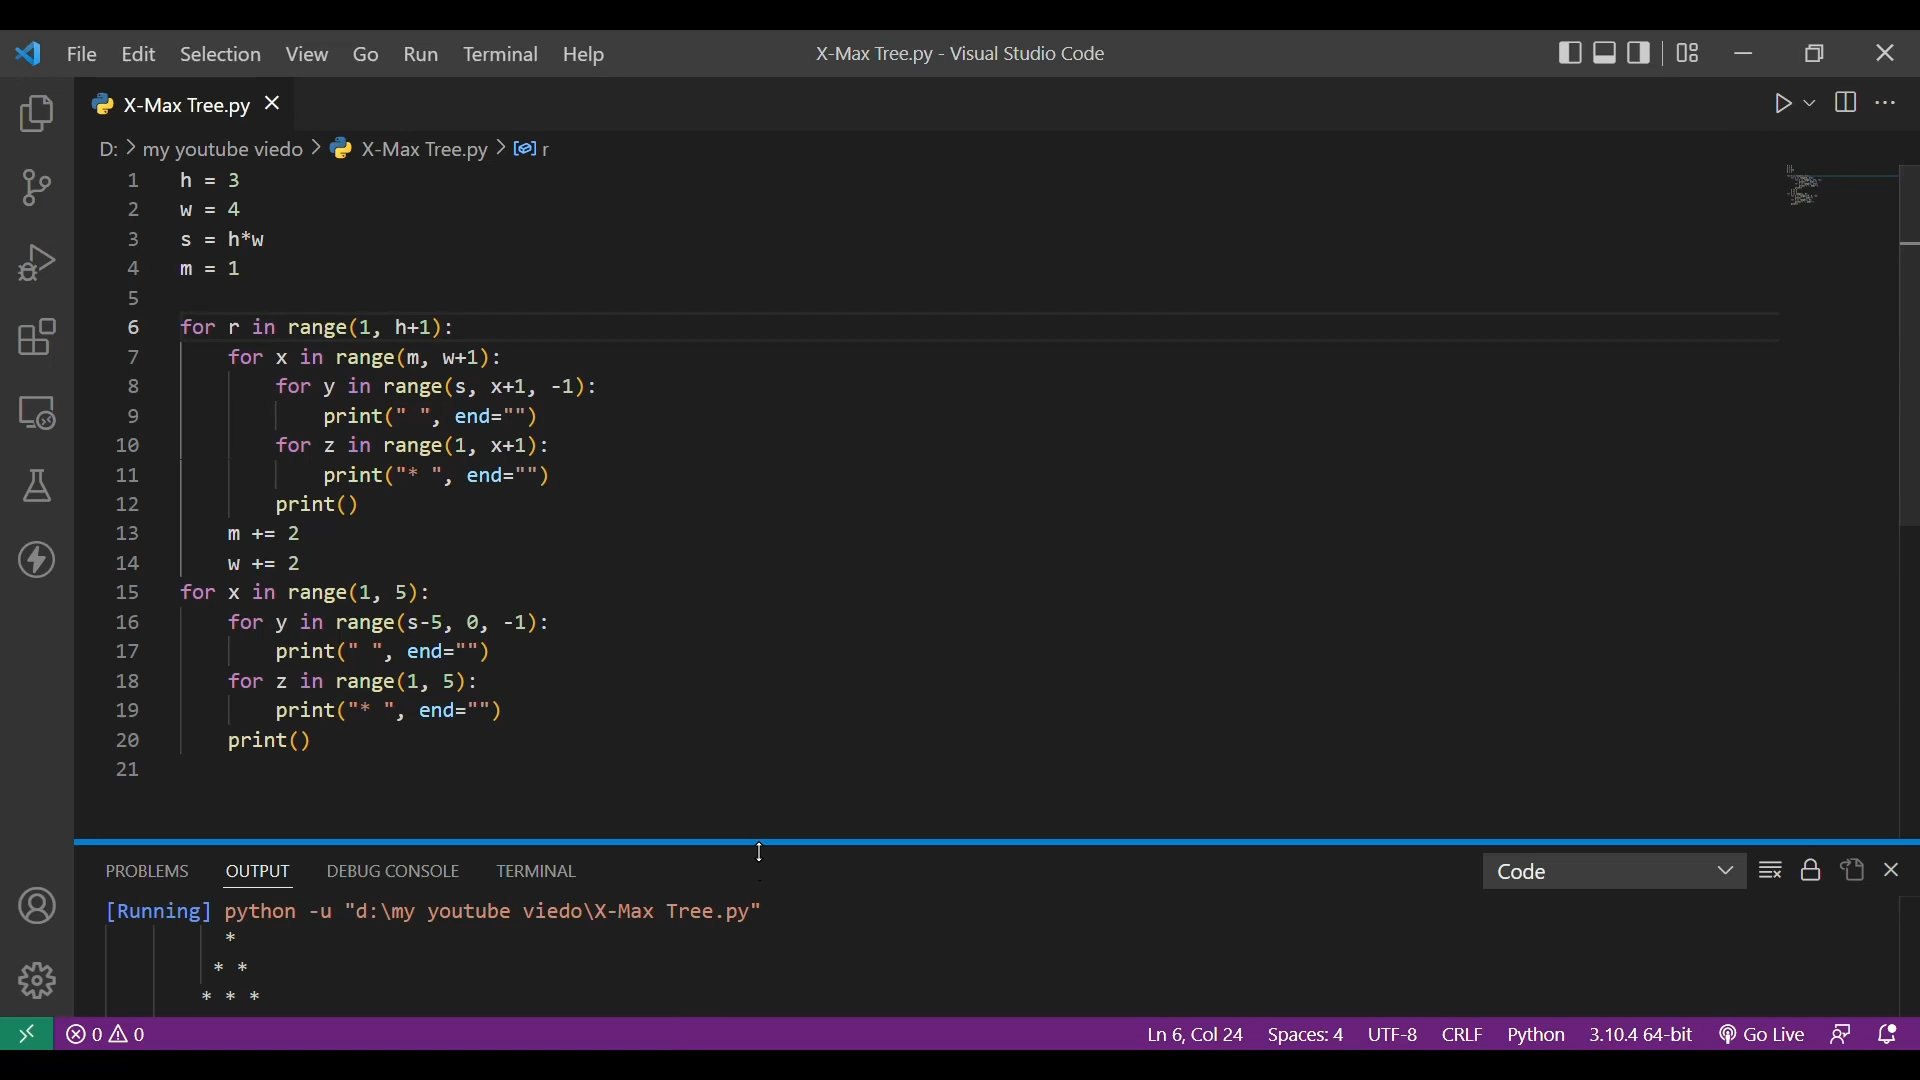 File Edit Selection View Go Run Terminal Help X-Max Tree.py - Visual Studio Code
X-Max Tree.py
D: > my youtube viedo > X-Max Tree.py > r
1 h = 3
2 w = 4
3 s = h*w
4 m = 1
5
6 for r in range(1, h+1):
7     for x in range(m, w+1):
8         for y in range(s, x+1, -1):
9             print(" ", end="")
10         for z in range(1, x+1):
11             print("* ", end="")
12         print()
13     m += 2
14     w += 2
15 for x in range(1, 5):
16     for y in range(s-5, 0, -1):
17         print(" ", end="")
18     for z in range(1, 5):
19         print("* ", end="")
20     print()
21
PROBLEMS OUTPUT DEBUG CONSOLE TERMINAL Code
[Running] python -u "d:\my youtube viedo\X-Max Tree.py"
*
* *
* * *
0 0 Ln 6, Col 24 Spaces: 4 UTF-8 CRLF Python 3.10.4 64-bit Go Live